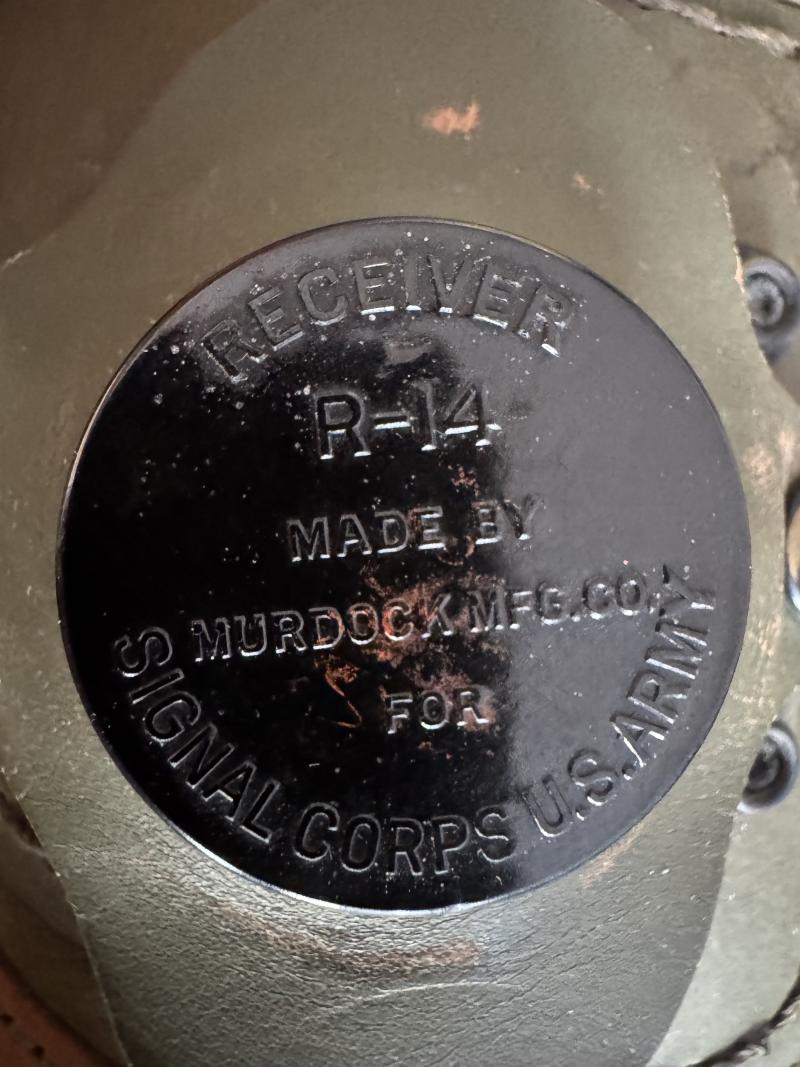 RECEIVER
R-14
MADE BY
MURDOCK MFG. CO.
FOR
SIGNAL CORPS U.S. ARMY